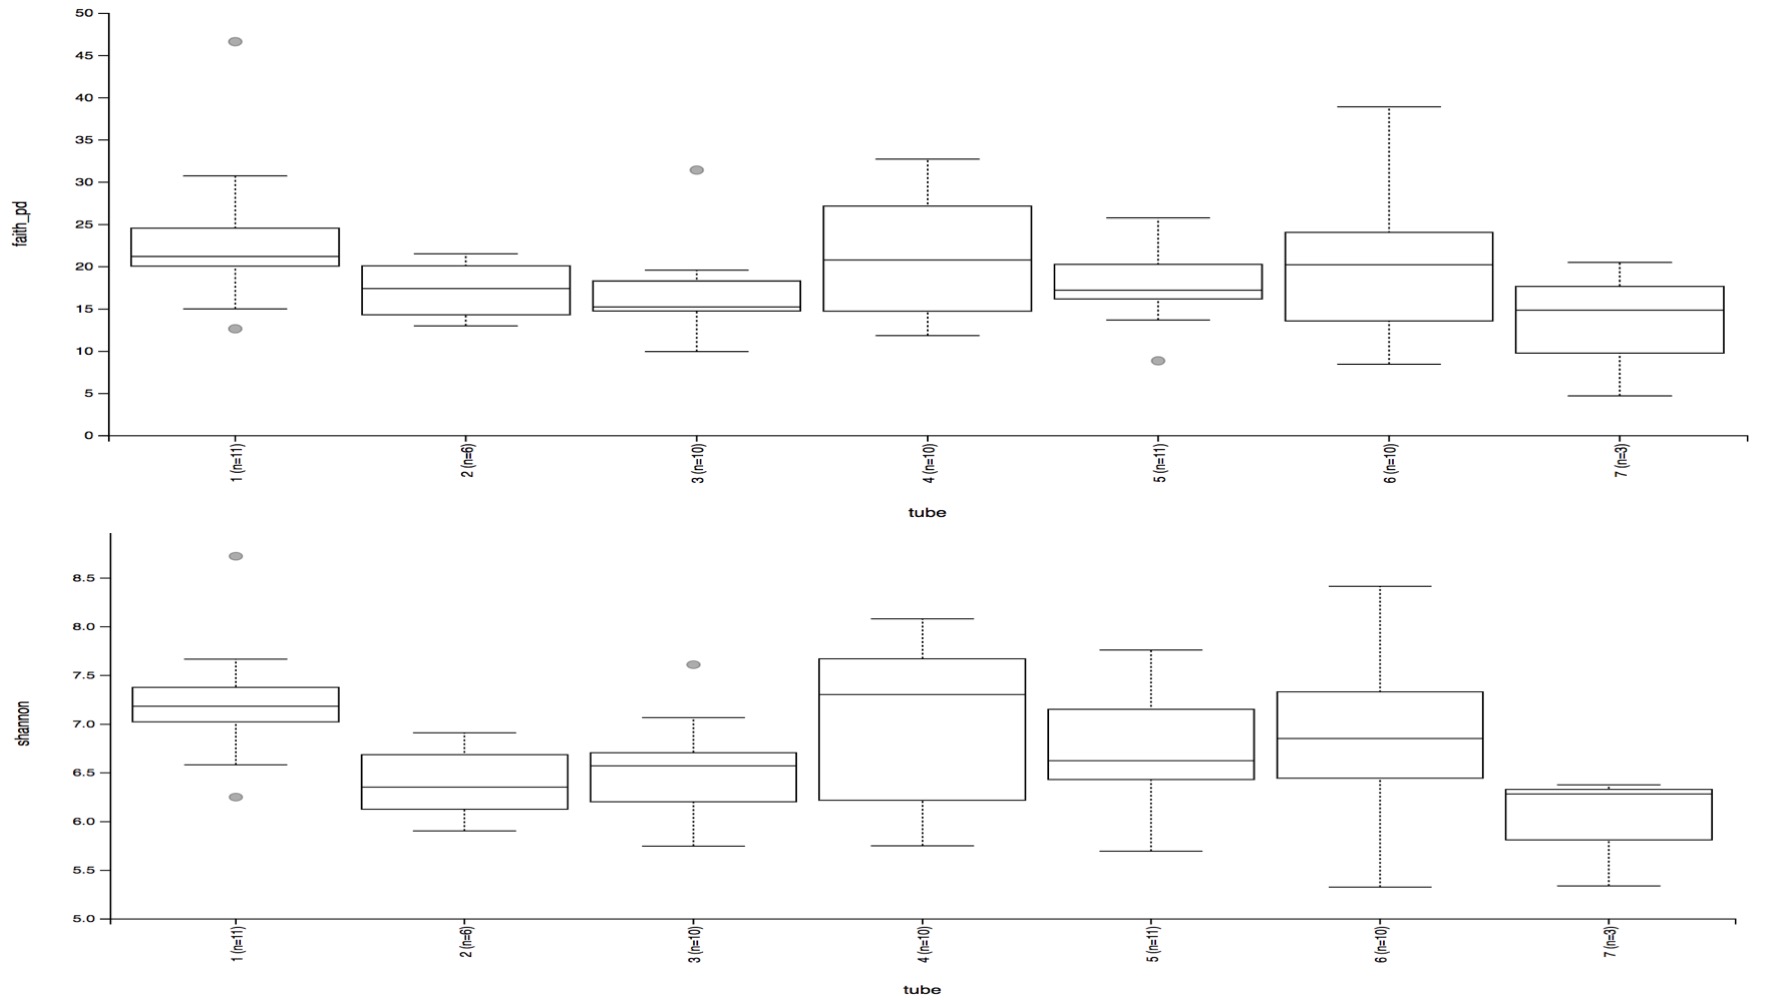 50
45
40
35
30
25
20
15
10
5
0
faith_pd
1 (n=11)
2 (n=6)
3 (n=10)
4 (n=10)
5 (n=11)
6 (n=10)
7 (n=3)
tube
8.5
8.0
7.5
7.0
6.5
6.0
5.5
5.0
shannon
1 (n=11)
2 (n=6)
3 (n=10)
4 (n=10)
5 (n=11)
6 (n=10)
7 (n=3)
tube